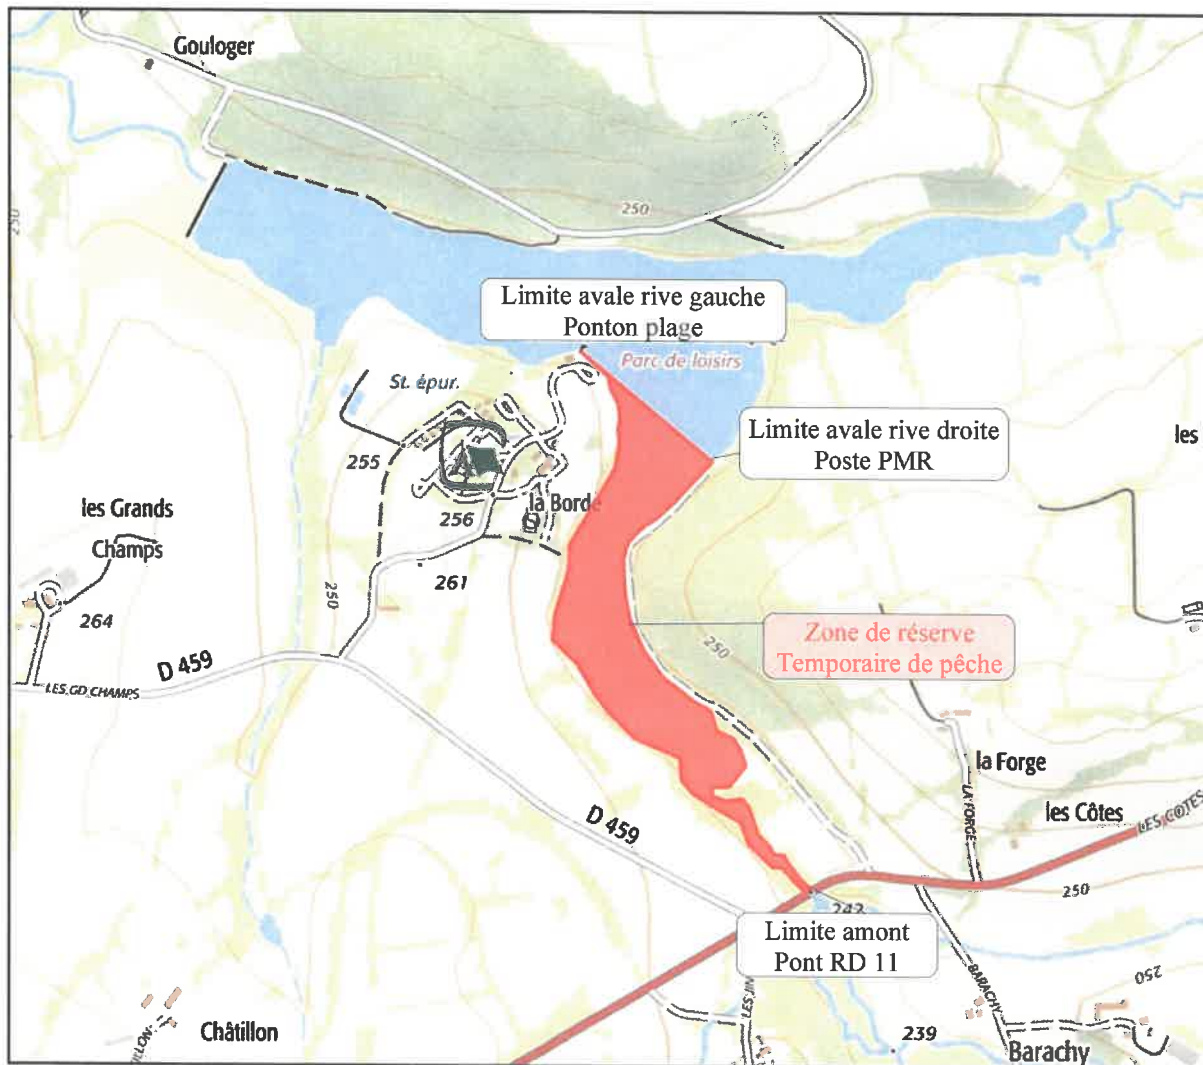 Gouloger
250
250
Limite avale rive gauche
Ponton plage
Parc de loisirs
St. épur.
Limite avale rive droite
Poste PMR
les
255
256
la Borde
les Grands
Champs
261
250
264
Zone de réserve
Temporaire de pêche
250
D 459
LES GD CHAMPS
la Forge
LA FORGE
les Côtes
LES COTES
D 459
250
242
Limite amont
Pont RD 11
BARACHY
250
Châtillon
239
Barachy